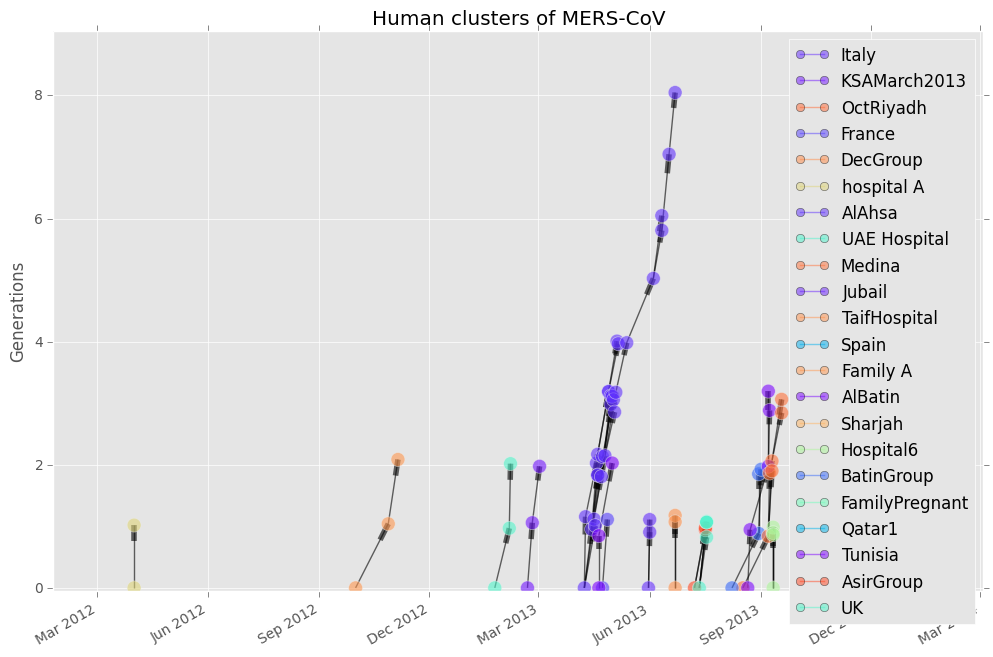 Human clusters of MERS-CoV
Generations
8
6
4
2
0
Mar 2012
Jun 2012
Sep 2012
Dec 2012
Mar 2013
Jun 2013
Sep 2013
Dec
Mar
Italy
KSAMarch2013
OctRiyadh
France
DecGroup
hospital A
AlAhsa
UAE Hospital
Medina
Jubail
TaifHospital
Spain
Family A
AlBatin
Sharjah
Hospital6
BatinGroup
FamilyPregnant
Qatar1
Tunisia
AsirGroup
UK